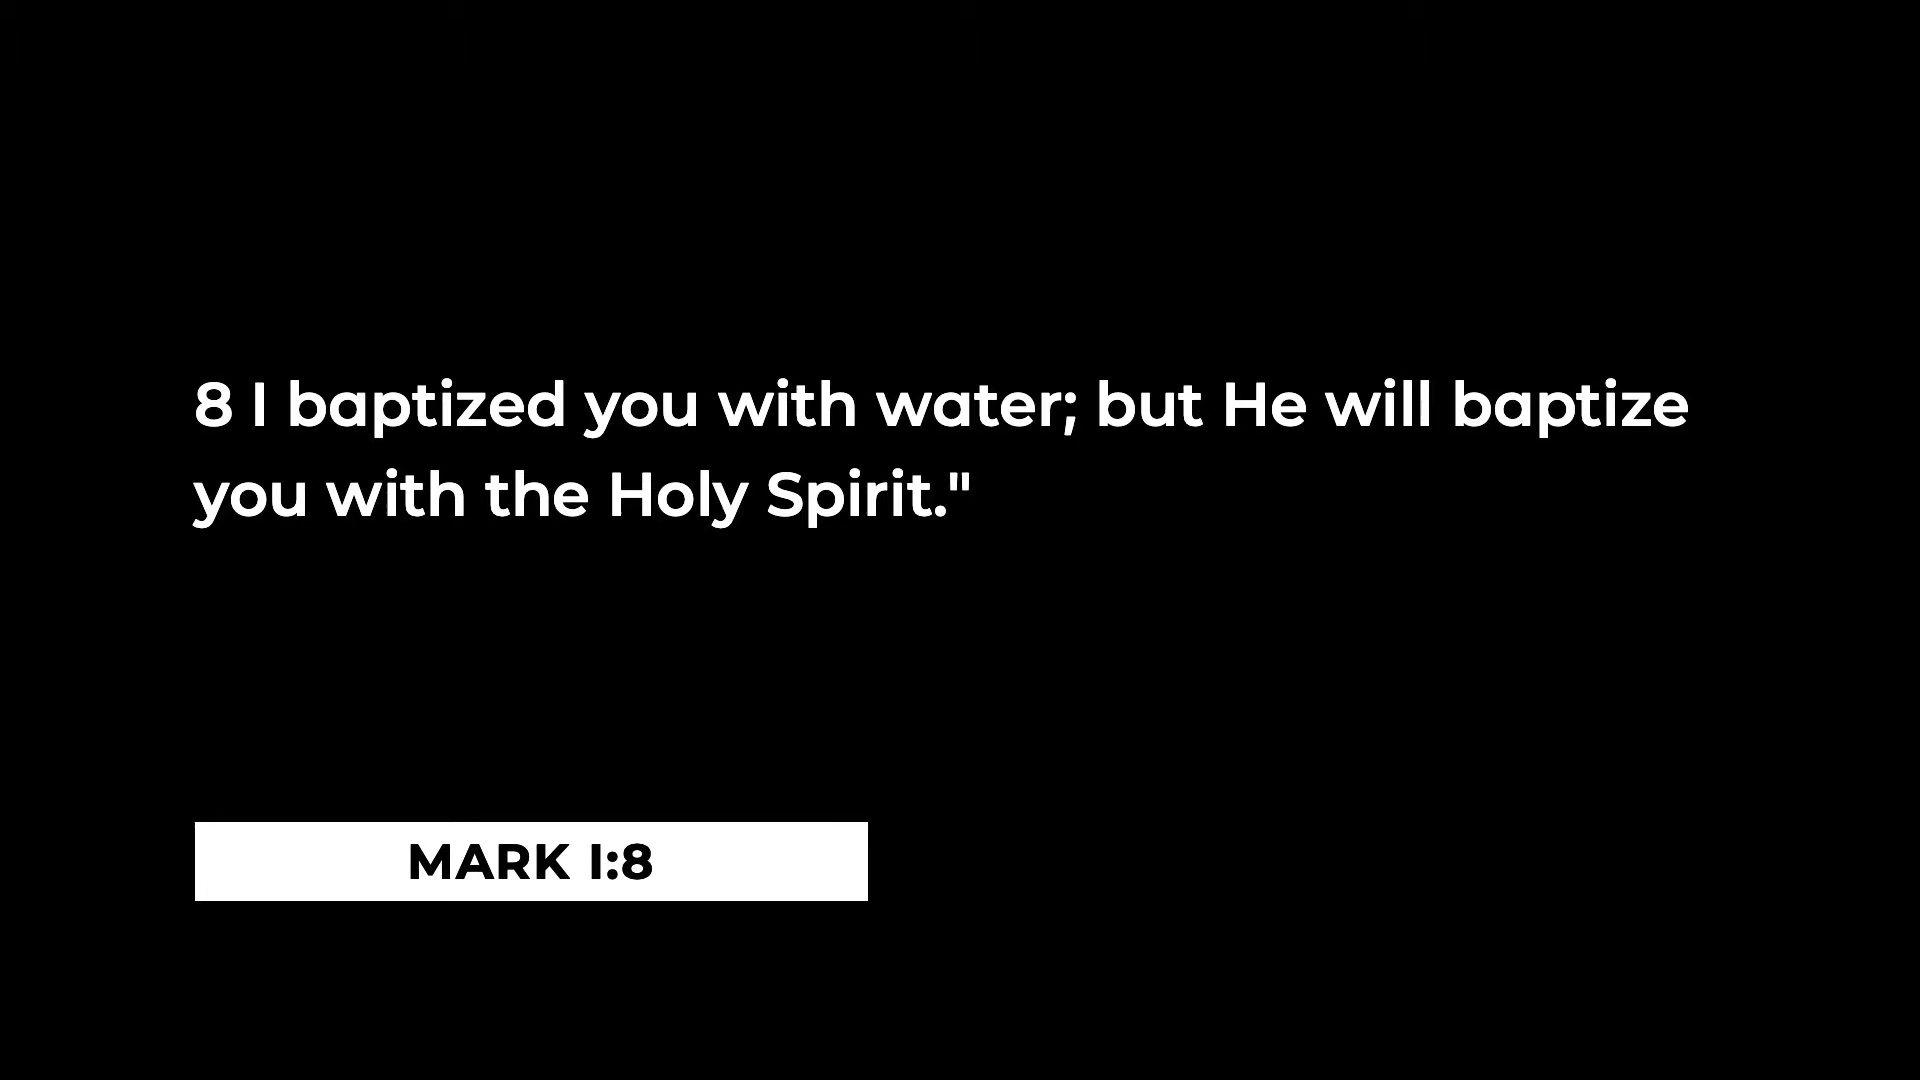 8 I baptized you with water; but He will baptize
you with the Holy Spirit."
MARK 1:8